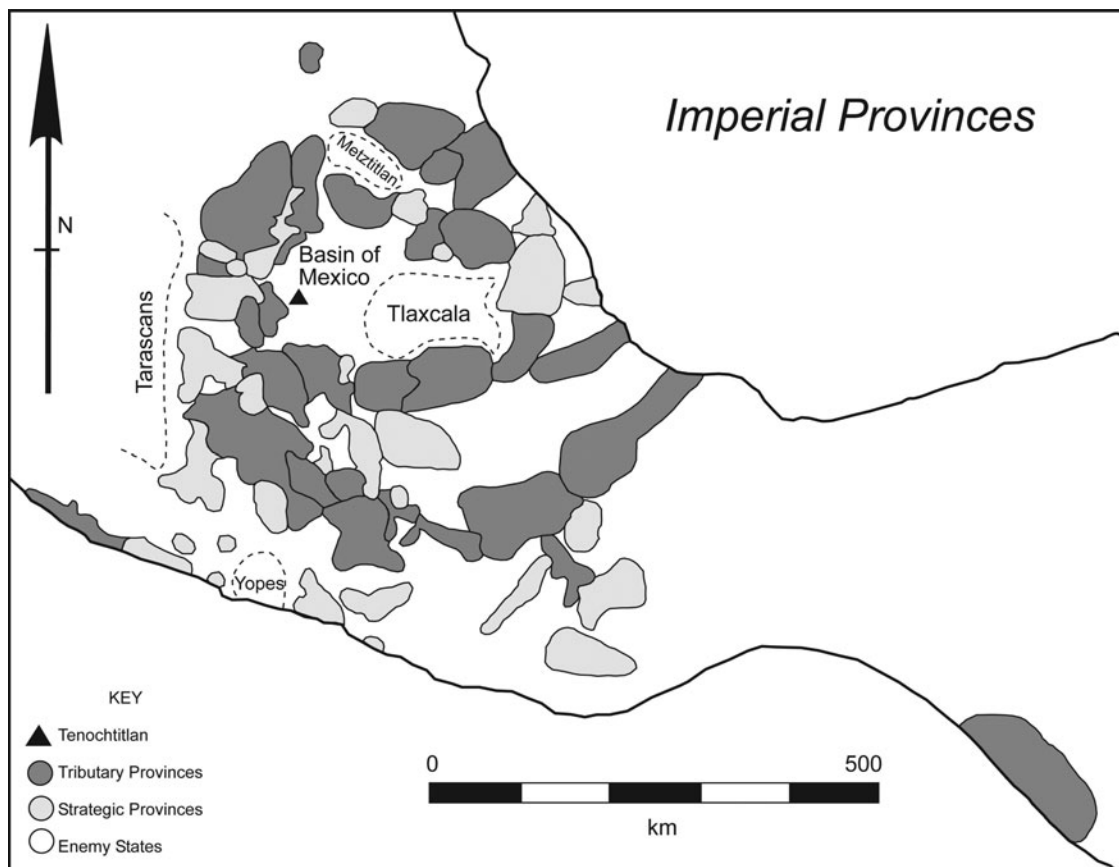 Imperial Provinces
N
Metztitlan
Basin of
Mexico
Tlaxcala
Tarascans
Yopes
KEY
Tenochtitlan
Tributary Provinces
Strategic Provinces
Enemy States
0 500
km